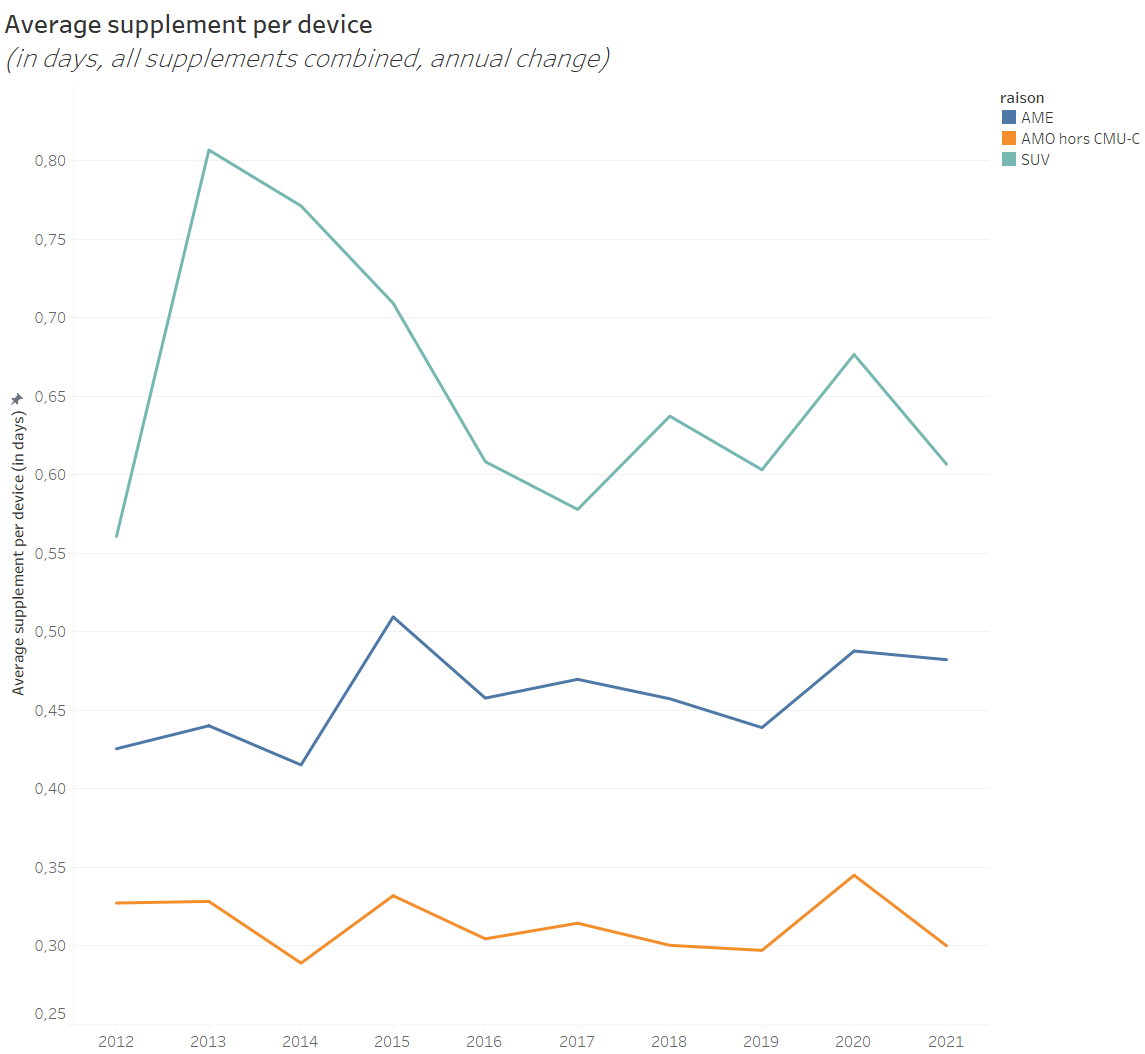 Average supplement per device
(in days, all supplements combined, annual change)
raison
AME
AMO hors CMU-C
SUV
Average supplement per device (in days)
0,80
0,75
0,70
0,65
0,60
0,55
0,50
0,45
0,40
0,35
0,30
0,25
2012 2013 2014 2015 2016 2017 2018 2019 2020 2021